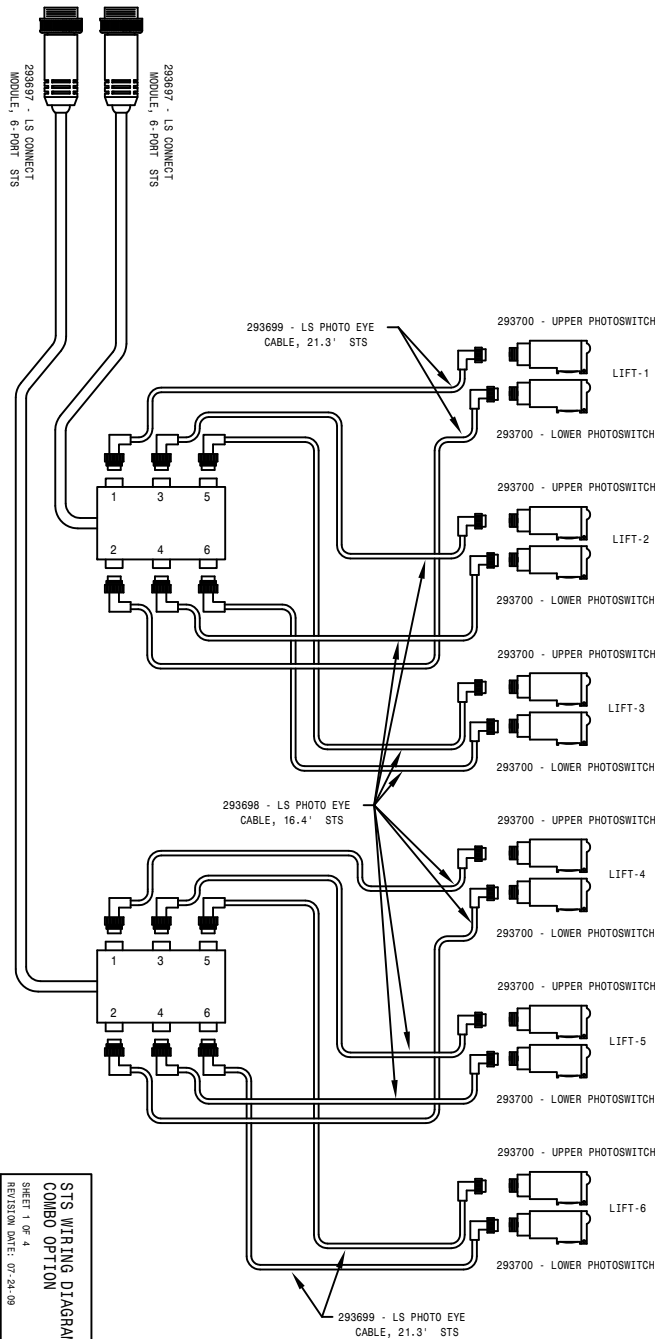 293697 - LS CONNECT
MODULE, 6-PORT STS
293697 - LS CONNECT
MODULE, 6-PORT STS
293699 - LS PHOTO EYE
CABLE, 21.3' STS
293700 - UPPER PHOTOSWITCH
LIFT-1
293700 - LOWER PHOTOSWITCH
1 3 5
2 4 6
293700 - UPPER PHOTOSWITCH
LIFT-2
293700 - LOWER PHOTOSWITCH
293700 - UPPER PHOTOSWITCH
LIFT-3
293700 - LOWER PHOTOSWITCH
293698 - LS PHOTO EYE
CABLE, 16.4' STS
293700 - UPPER PHOTOSWITCH
LIFT-4
293700 - LOWER PHOTOSWITCH
1 3 5
2 4 6
293700 - UPPER PHOTOSWITCH
LIFT-5
293700 - LOWER PHOTOSWITCH
293700 - UPPER PHOTOSWITCH
LIFT-6
293700 - LOWER PHOTOSWITCH
293699 - LS PHOTO EYE
CABLE, 21.3' STS
STS WIRING DIAGRAM
COMBO OPTION
SHEET 1 OF 4
REVISION DATE: 07-24-09